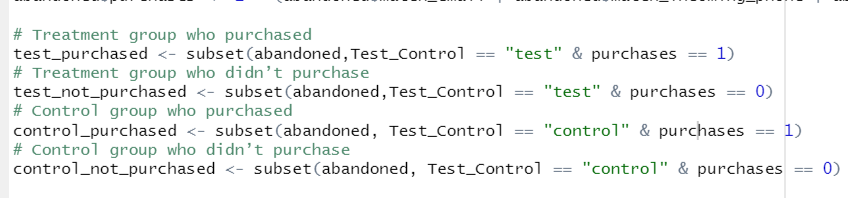 # Treatment group who purchased
test_purchased <- subset(abandoned,Test_Control == "test" & purchases == 1)
# Treatment group who didn’t purchase
test_not_purchased <- subset(abandoned,Test_Control == "test" & purchases == 0)
# Control group who purchased
control_purchased <- subset(abandoned, Test_Control == "control" & purchases == 1)
# Control group who didn’t purchase
control_not_purchased <- subset(abandoned, Test_Control == "control" & purchases == 0)